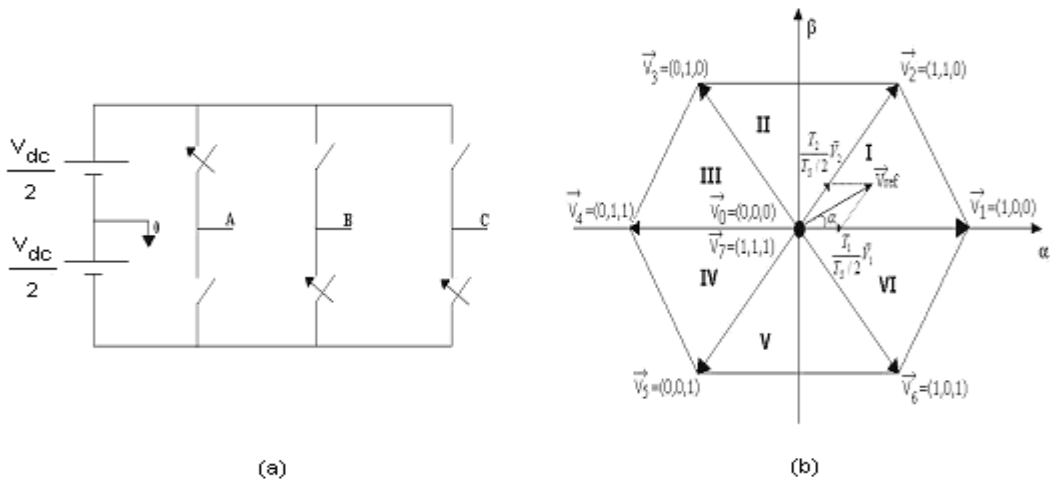 V dc
2
V dc
2
0
A
B
C
(a)
β
V3=(0,1,0)
V2=(1,1,0)
II
I
T2
Ts/2 V2
Vref
III
V4=(0,1,1)
V0=(0,0,0)
α
V1=(1,0,0)
V7=(1,1,1)
T1
Ts/2 V1
α
IV
VI
V
V5=(0,0,1)
V6=(1,0,1)
(b)